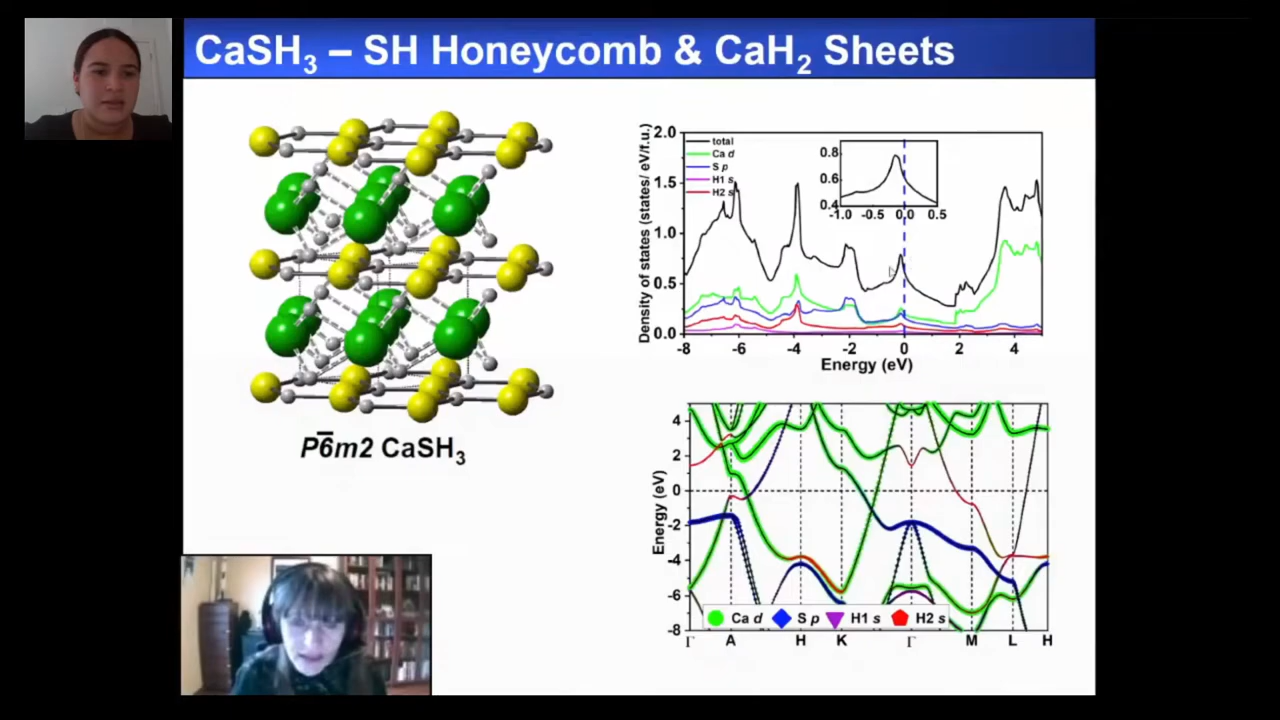 CaSH₃ – SH Honeycomb & CaH₂ Sheets
P6̅m2 CaSH₃
2.0
1.5
1.0
0.5
0.0
Density of states (states/ eV/f.u.)
total
Ca d
S p
H1 s
H2 s
0.8
0.6
0.4
-1.0 -0.5 0.0 0.5
-8 -6 -4 -2 0 2 4
Energy (eV)
4
2
0
-2
-4
-6
-8
Energy (eV)
Ca d S p H1 s H2 s
Γ A H K Γ M L H